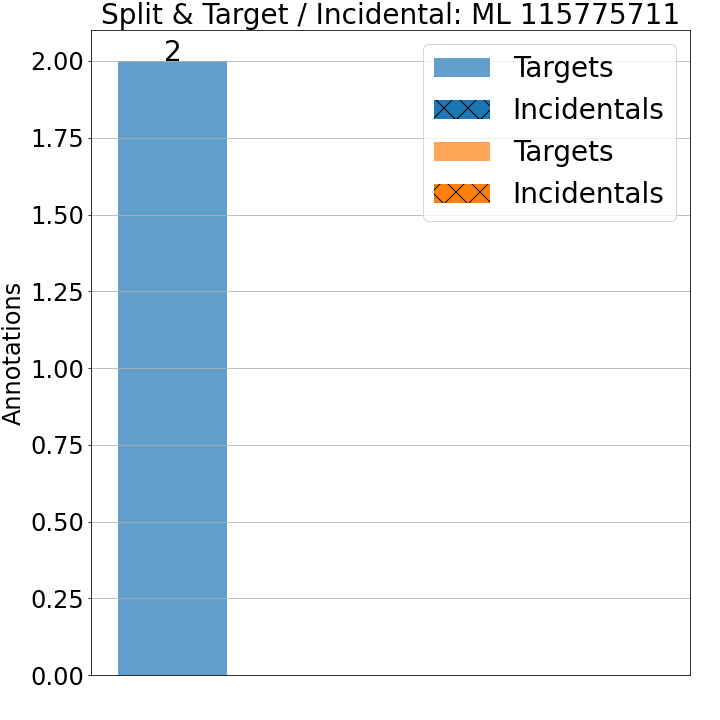 Split & Target / Incidental: ML 115775711
2
Targets
Incidentals
Targets
Incidentals
2.00
1.75
1.50
1.25
1.00
0.75
0.50
0.25
0.00
Annotations